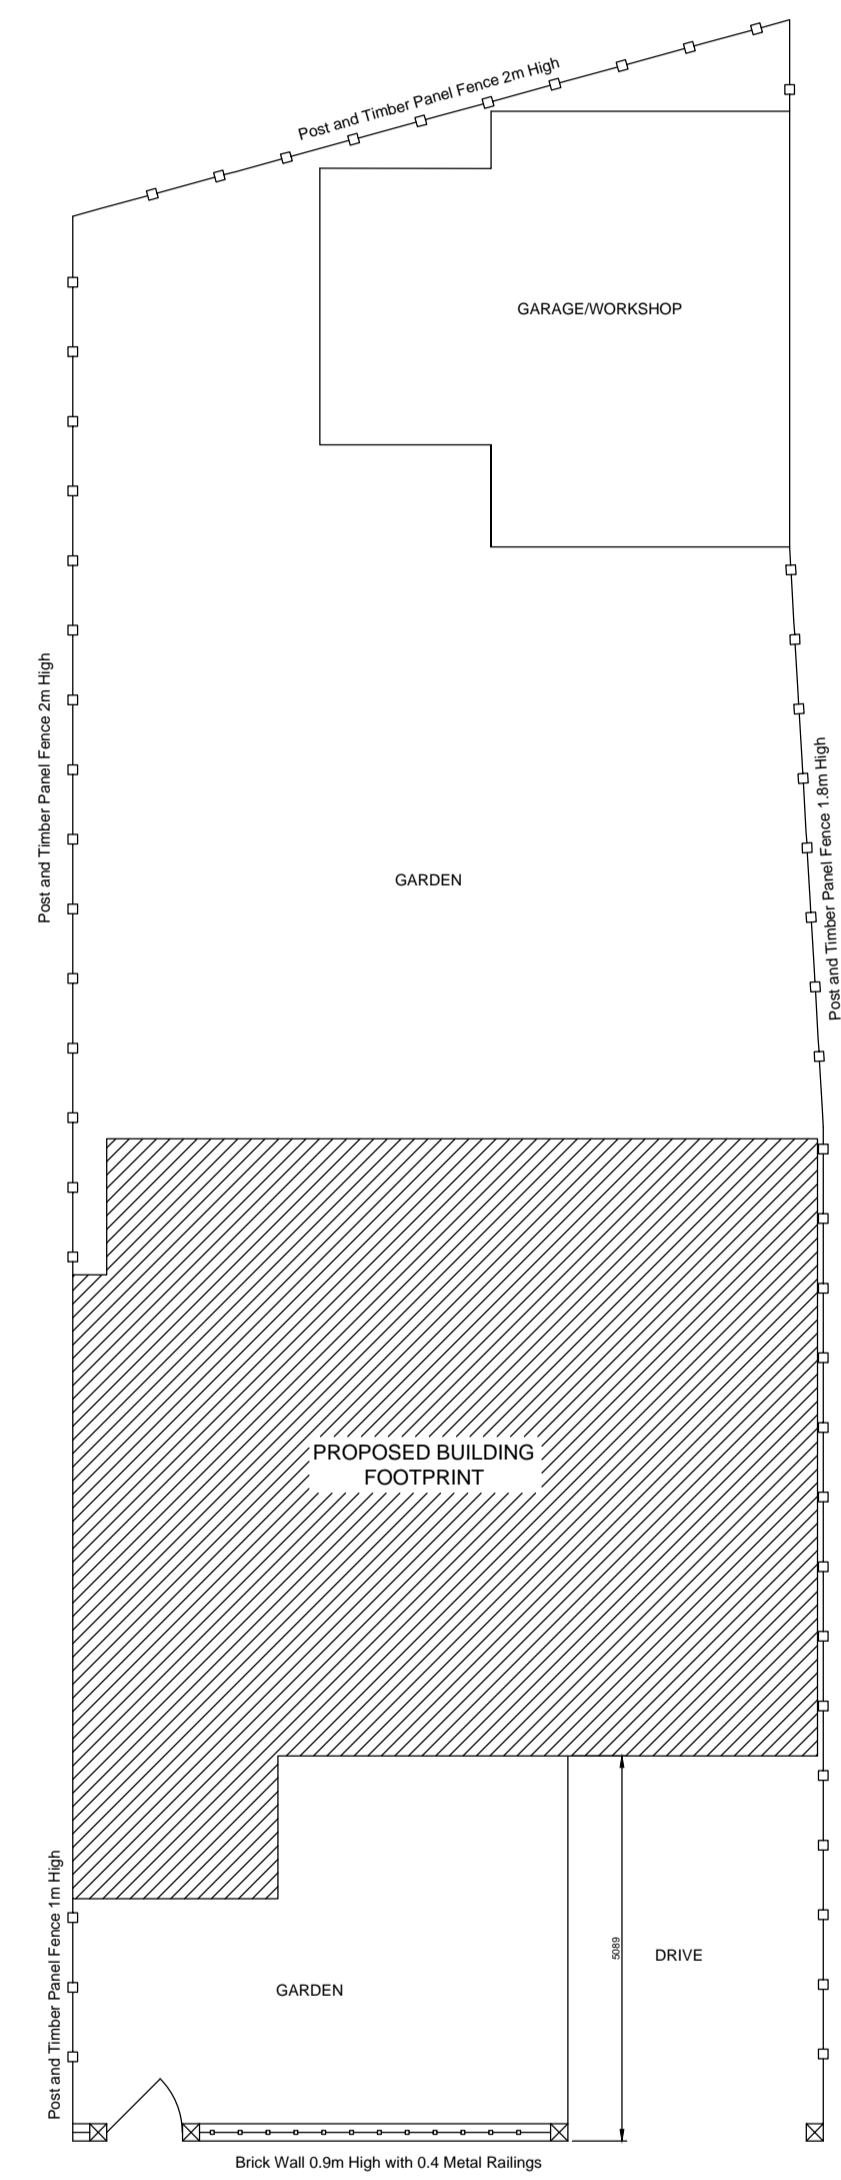 Post and Timber Panel Fence 2m High
GARAGE/WORKSHOP
Post and Timber Panel Fence 2m High
Post and Timber Panel Fence 1.8m High
GARDEN
PROPOSED BUILDING
FOOTPRINT
Post and Timber Panel Fence 1m High
5089
DRIVE
GARDEN
Brick Wall 0.9m High with 0.4 Metal Railings